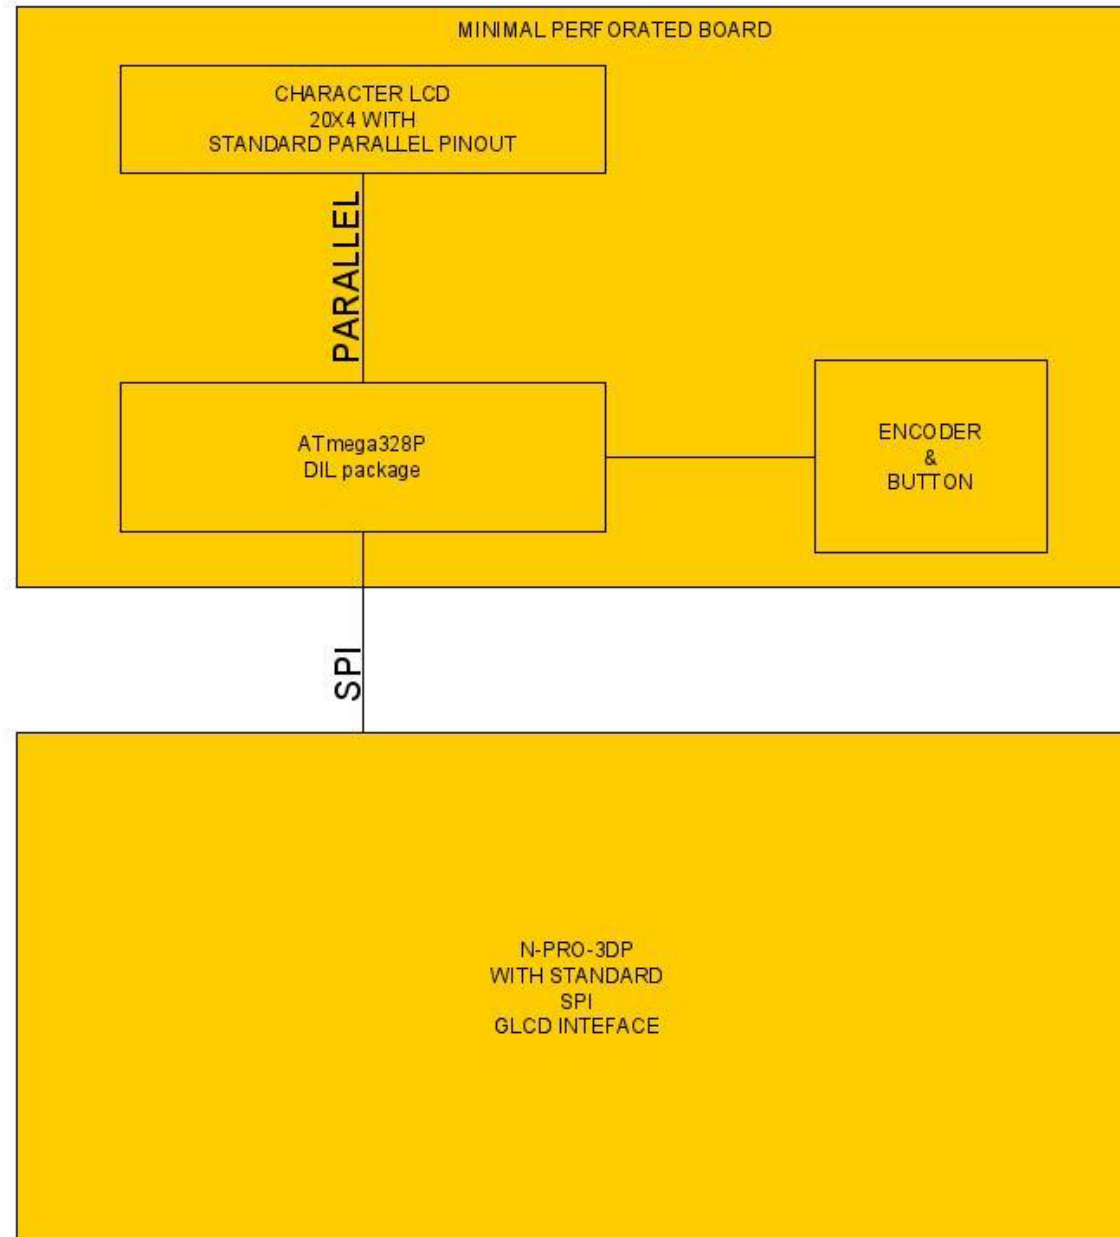 MINIMAL PERFORATED BOARD
CHARACTER LCD
20X4 WITH
STANDARD PARALLEL PINOUT
PARALLEL
ATmega328P
DIL package
ENCODER
&
BUTTON
SPI
N-PRO-3DP
WITH STANDARD
SPI
GLCD INTEFACE